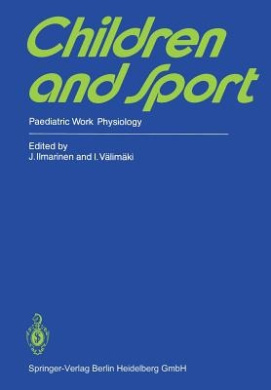 Children
and Sport
Paediatric Work Physiology
Edited by
J. Ilmarinen and I. Välimäki
Springer-Verlag Berlin Heidelberg GmbH